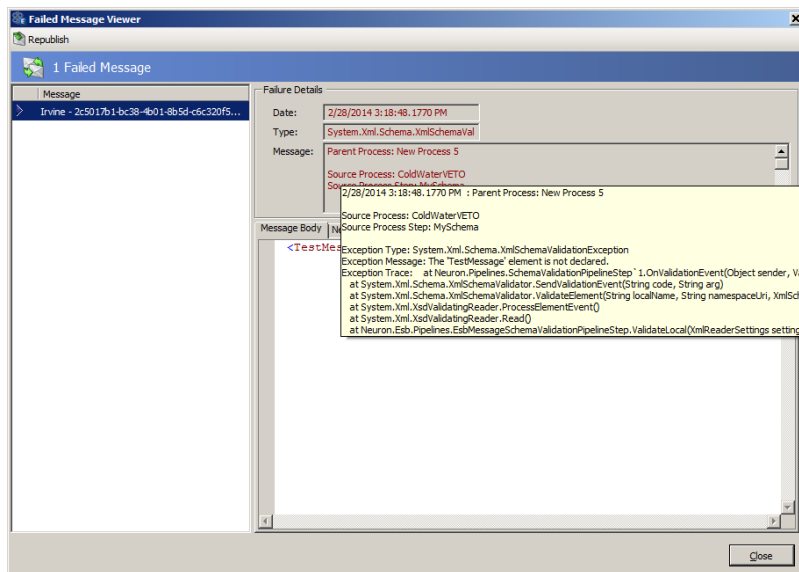 Failed Message Viewer
Republish
1 Failed Message
Message
Irvine - 2c5017b1-bc38-4b01-8b5d-c6c320f5...
Failure Details
Date:
2/28/2014 3:18:48.1770 PM
Type:
System.Xml.Schema.XmlSchemaVal
Message:
Parent Process: New Process 5
Source Process: ColdWaterVETO
2/28/2014 3:18:48.1770 PM : Parent Process: New Process 5
Source Process: ColdWaterVETO
Source Process Step: MySchema
Exception Type: System.Xml.Schema.XmlSchemaValidationException
Exception Message: The 'TestMessage' element is not declared.
Exception Trace: at Neuron.Pipelines.SchemaValidationPipelineStep`1.OnValidationEvent(Object sender, Va
at System.Xml.Schema.XmlSchemaValidator.SendValidationEvent(String code, String arg)
at System.Xml.Schema.XmlSchemaValidator.ValidateElement(String localName, String namespaceUri, XmlSch
at System.Xml.XsdValidatingReader.ProcessElementEvent()
at System.Xml.XsdValidatingReader.Read()
at Neuron.Esb.Pipelines.EsbMessageSchemaValidationPipelineStep.ValidateLocal(XmlReaderSettings setting
Message Body
<TestMes
Close